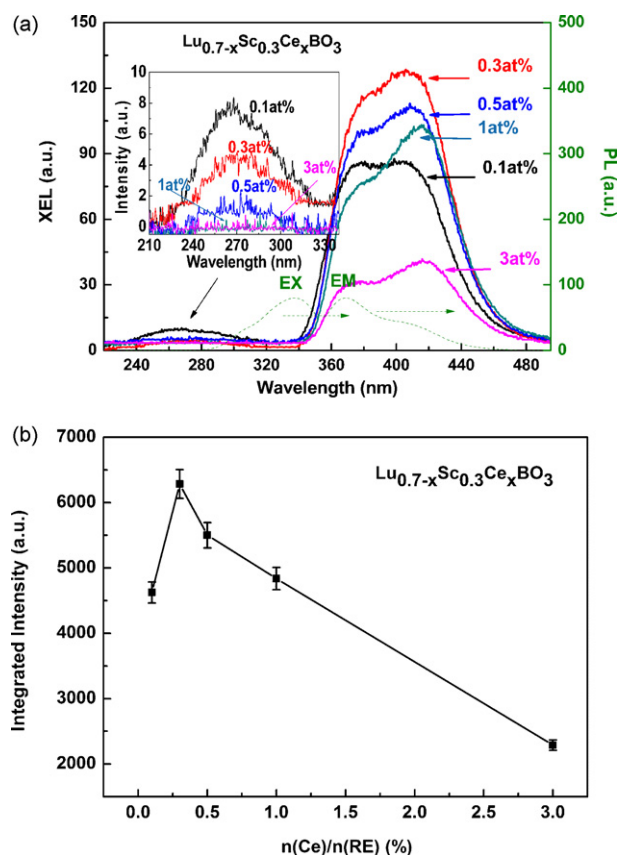 (a)
Lu0.7-xSc0.3CexBO3
150
120
90
60
30
0
XEL (a.u.)
500
400
300
200
100
0
PL (a.u.)
0.3at%
0.5at%
1at%
0.1at%
3at%
EX
EM
10
8
6
4
2
0
Intensity (a.u.)
0.1at%
0.3at%
1at%
3at%
0.5at%
210 240 270 300 330
Wavelength (nm)
240 280 320 360 400 440 480
Wavelength (nm)
(b)
Lu0.7-xSc0.3CexBO3
7000
6000
5000
4000
3000
2000
Integrated Intensity (a.u.)
0.0 0.5 1.0 1.5 2.0 2.5 3.0
n(Ce)/n(RE) (%)